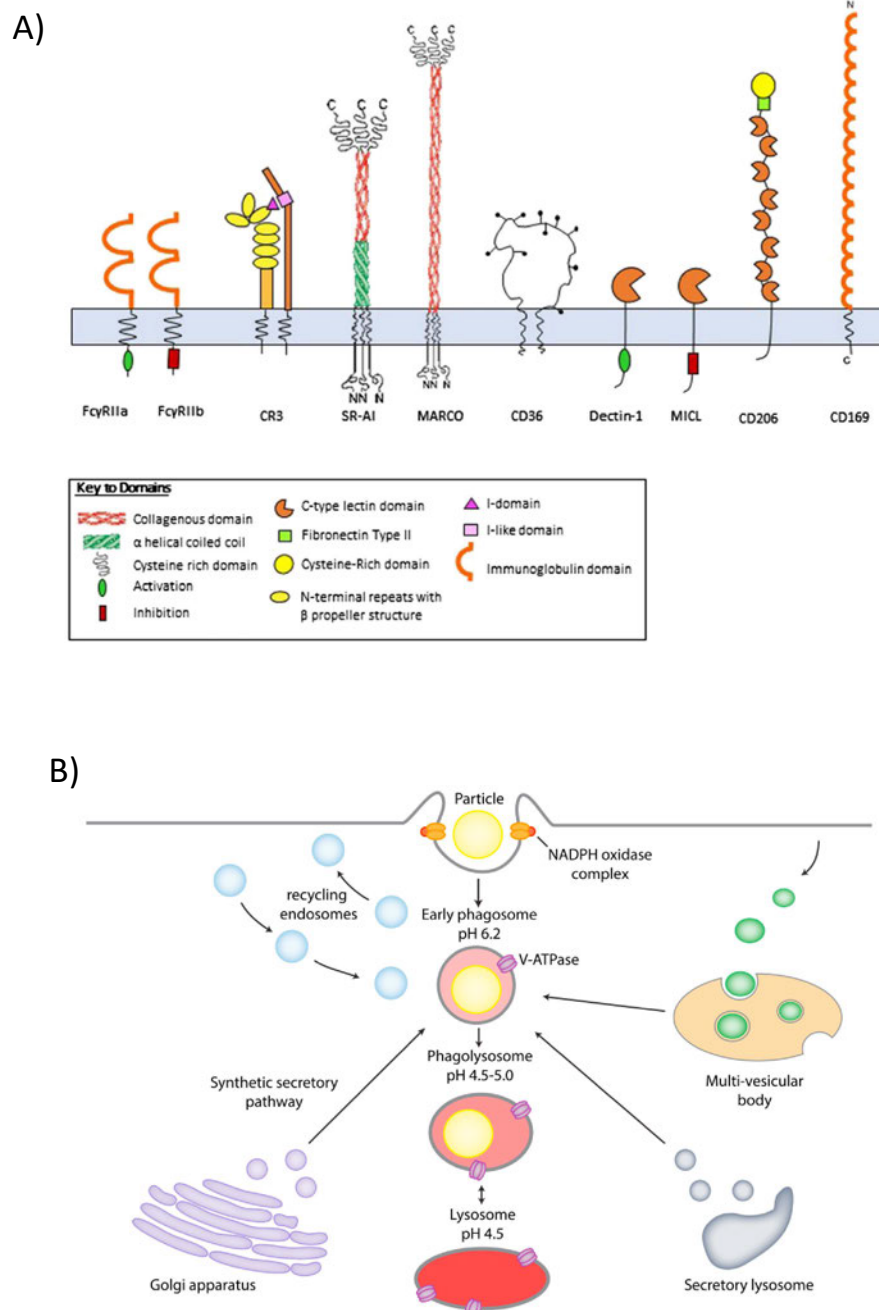 A)
N
C C C
C C C
NN N
NN N
C
FcγRIIa FcγRIIb CR3 SR-AI MARCO CD36 Dectin-1 MICL CD206 CD169
Key to Domains
Collagenous domain
α helical coiled coil
Cysteine rich domain
Activation
Inhibition
C-type lectin domain
Fibronectin Type II
Cysteine-Rich domain
N-terminal repeats with
β propeller structure
I-domain
I-like domain
Immunoglobulin domain
B)
Particle
NADPH oxidase
complex
recycling
endosomes
Early phagosome
pH 6.2
V-ATPase
Phagolysosome
pH 4.5-5.0
Multi-vesicular
body
Synthetic secretory
pathway
Lysosome
pH 4.5
Golgi apparatus
Secretory lysosome